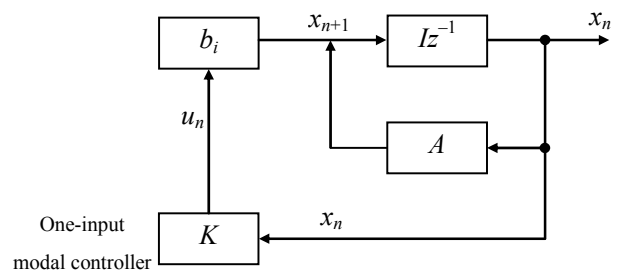 b_i
x_{n+1}
Iz^{-1}
x_n
u_n
A
One-input
modal controller
K
x_n